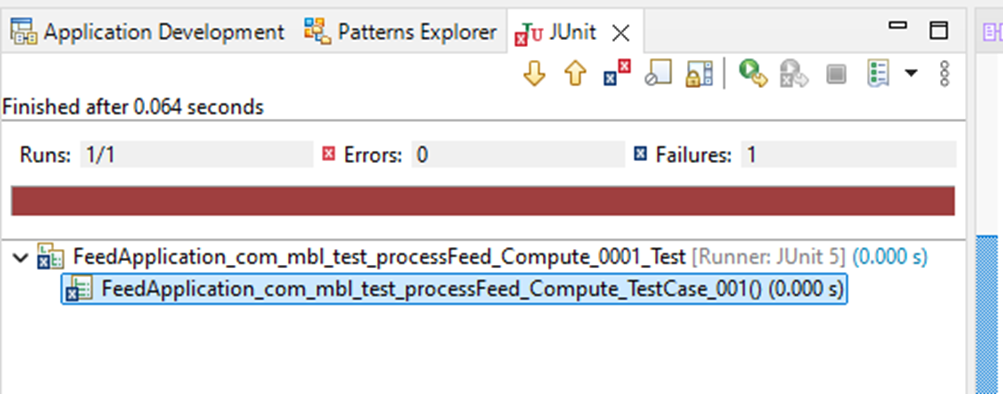 Application Development Patterns Explorer JUnit
Finished after 0.064 seconds
Runs: 1/1 Errors: 0 Failures: 1
FeedApplication_com_mbl_test_processFeed_Compute_0001_Test [Runner: JUnit 5] (0.000 s)
FeedApplication_com_mbl_test_processFeed_Compute_TestCase_001() (0.000 s)